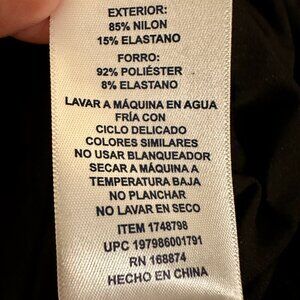 EXTERIOR:
85% NILON
15% ELASTANO
FORRO:
92% POLIÉSTER
8% ELASTANO
LAVAR A MÁQUINA EN AGUA
FRÍA CON
CICLO DELICADO
COLORES SIMILARES
NO USAR BLANQUEADOR
SECAR A MÁQUINA A
TEMPERATURA BAJA
NO PLANCHAR
NO LAVAR EN SECO
ITEM 1748798
UPC 197986001791
RN 168874
HECHO EN CHINA